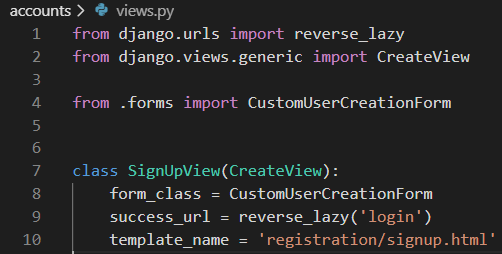 accounts > views.py
1 from django.urls import reverse_lazy
2 from django.views.generic import CreateView
3
4 from .forms import CustomUserCreationForm
5
6
7 class SignUpView(CreateView):
8     form_class = CustomUserCreationForm
9     success_url = reverse_lazy('login')
10     template_name = 'registration/signup.html'